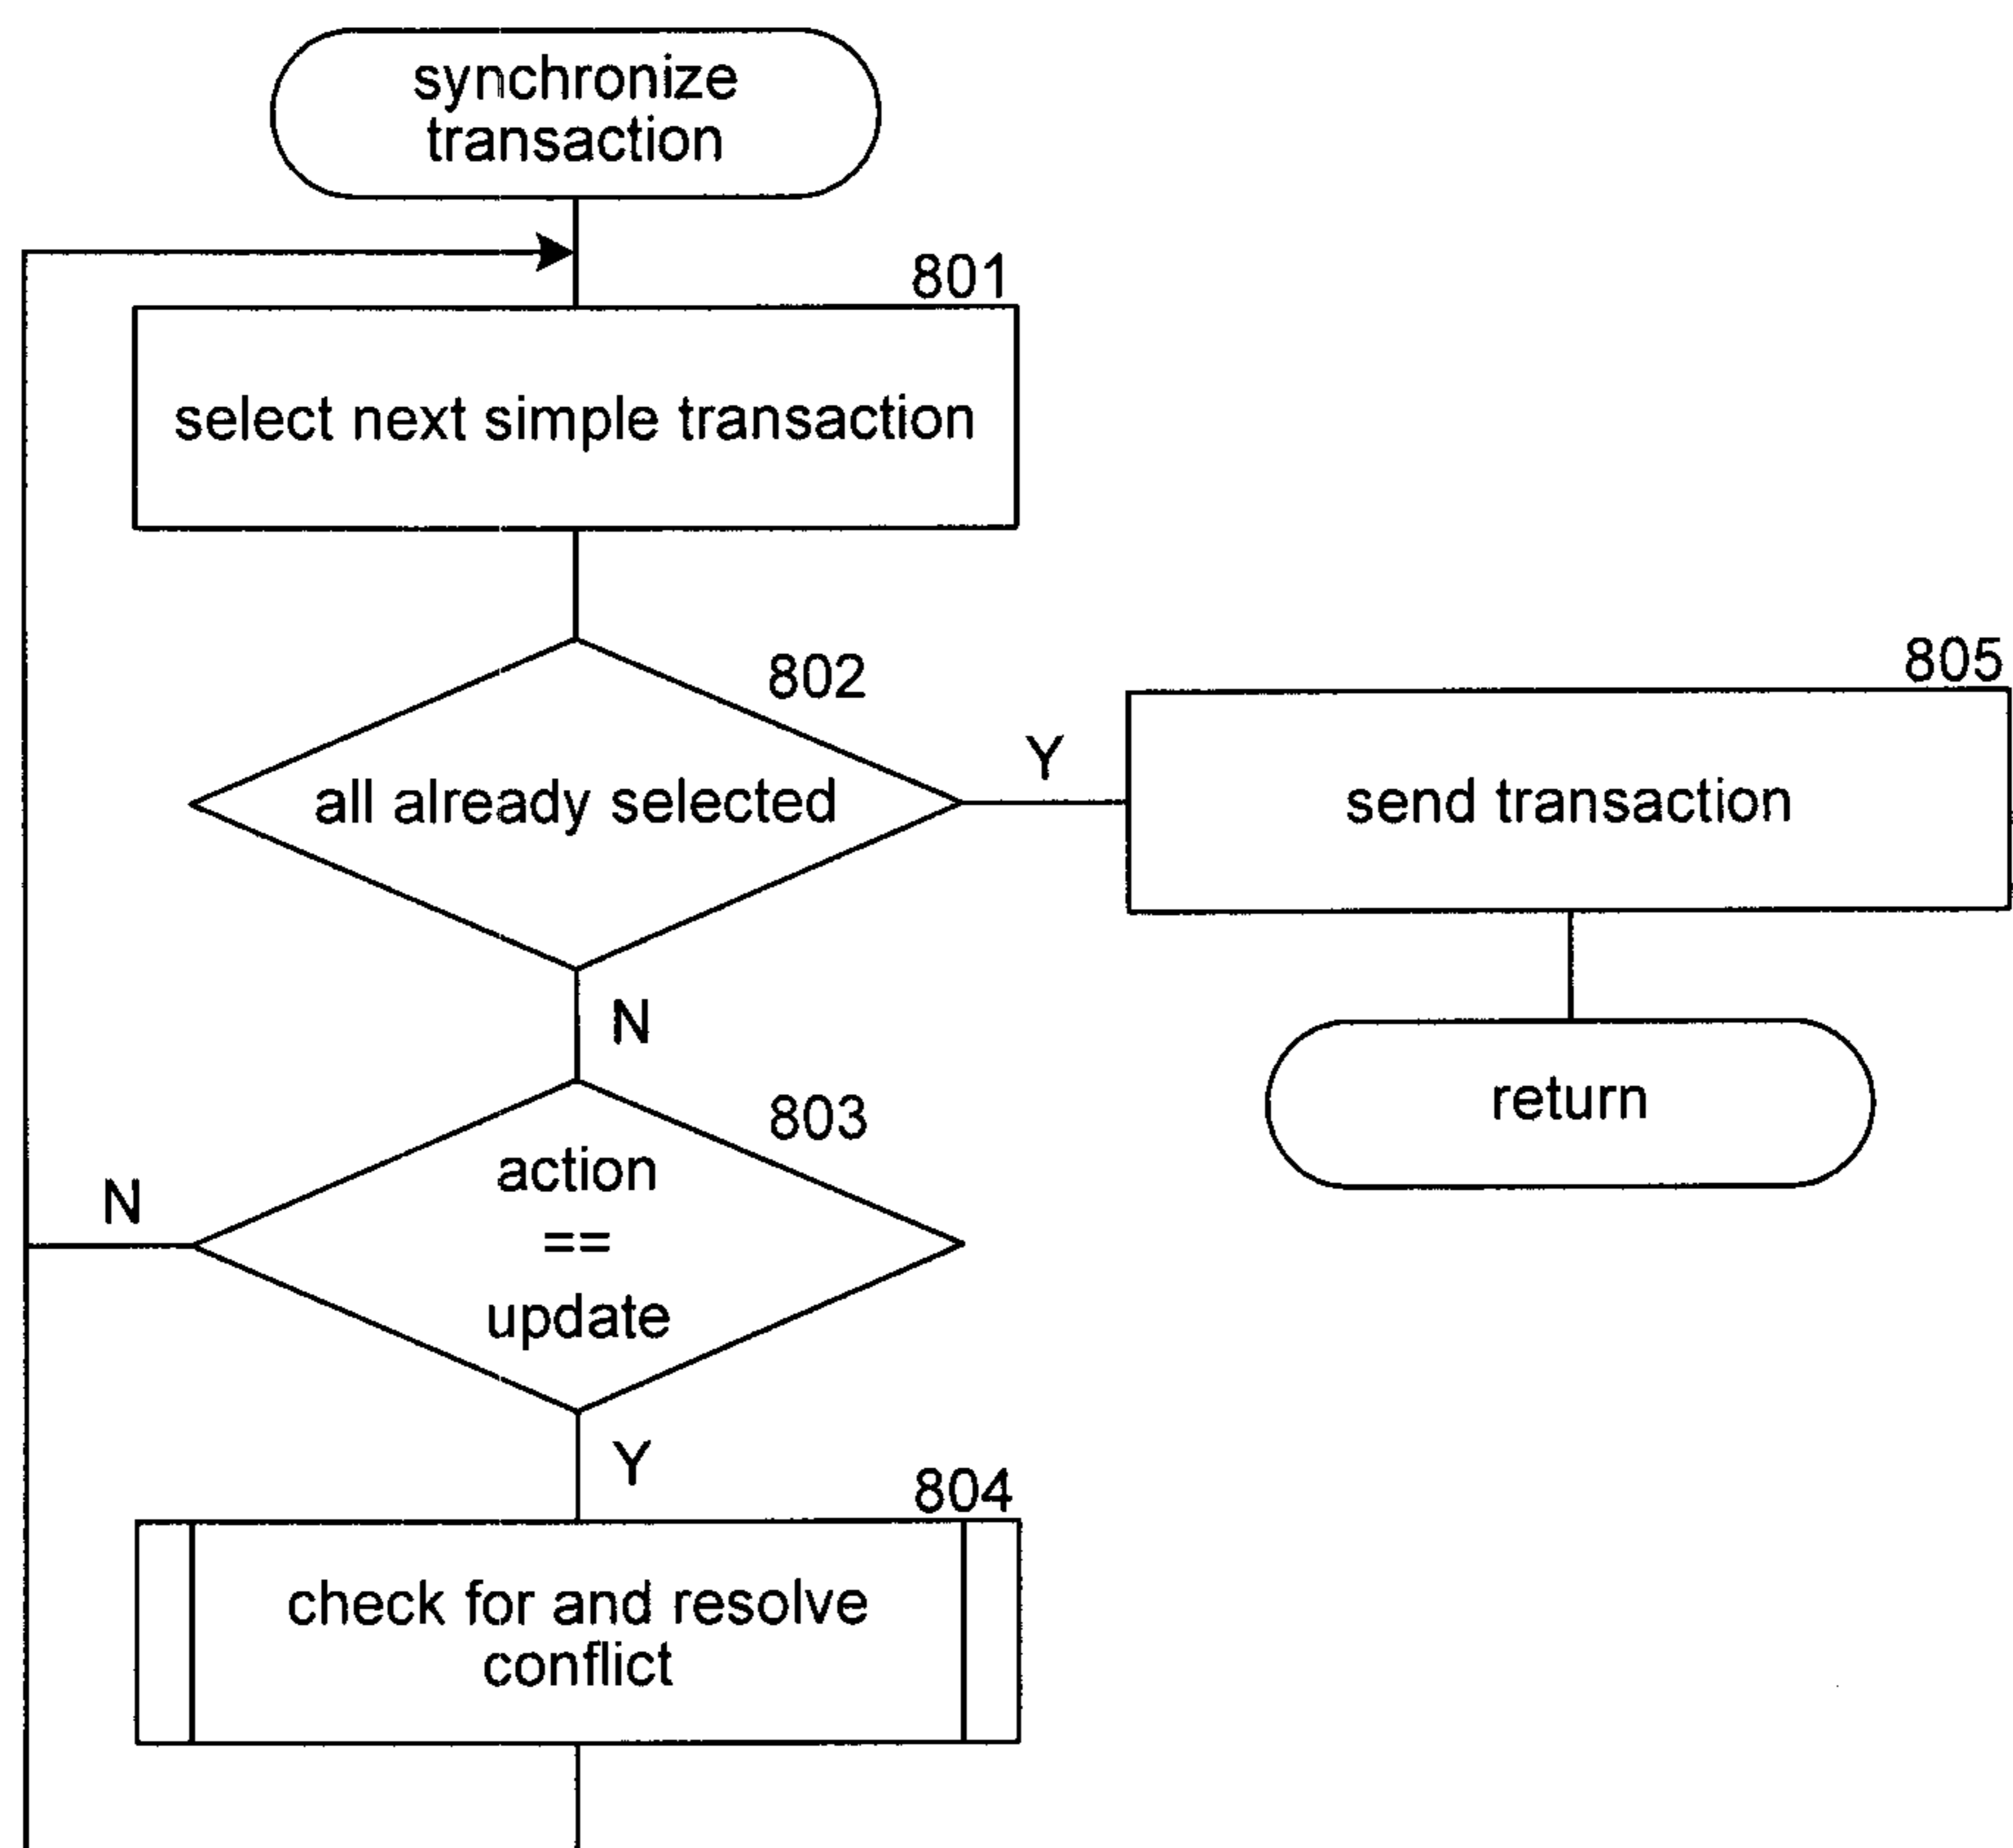 synchronize
transaction
801
select next simple transaction
802
all already selected
Y
805
send transaction
N
return
803
action
==
update
N
Y
804
check for and resolve
conflict